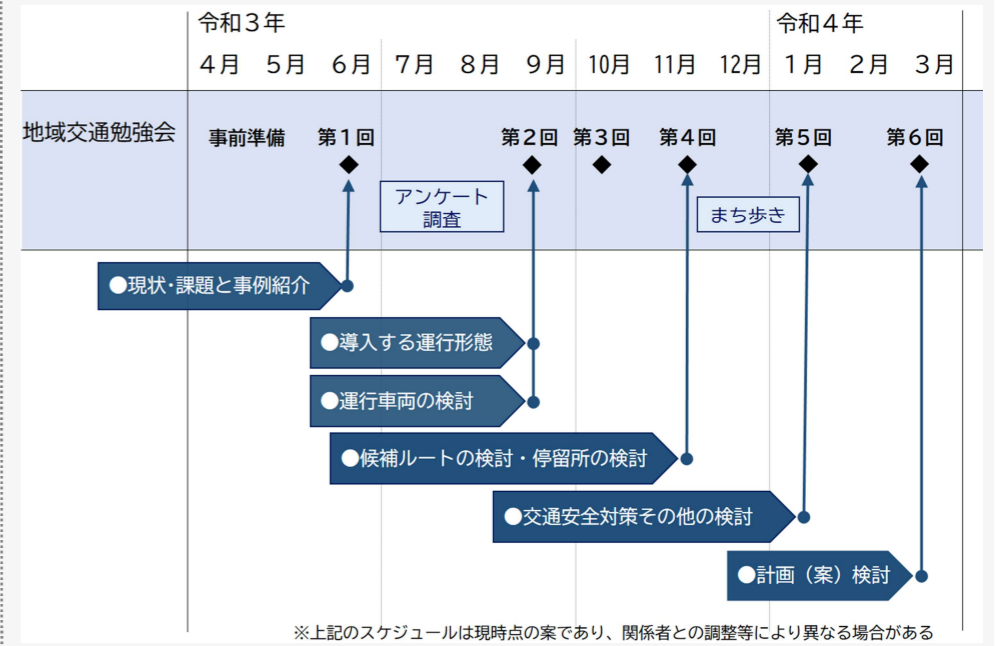 令和３年 令和４年
４月 ５月 ６月 ７月 ８月 ９月 10月 11月 12月 １月 ２月 ３月
地域交通勉強会 事前準備 第１回 第２回 第３回 第４回 第５回 第６回
アンケート
調査
まち歩き
●現状・課題と事例紹介
●導入する運行形態
●運行車両の検討
●候補ルートの検討・停留所の検討
●交通安全対策その他の検討
●計画（案）検討
※上記のスケジュールは現時点の案であり、関係者との調整等により異なる場合がある